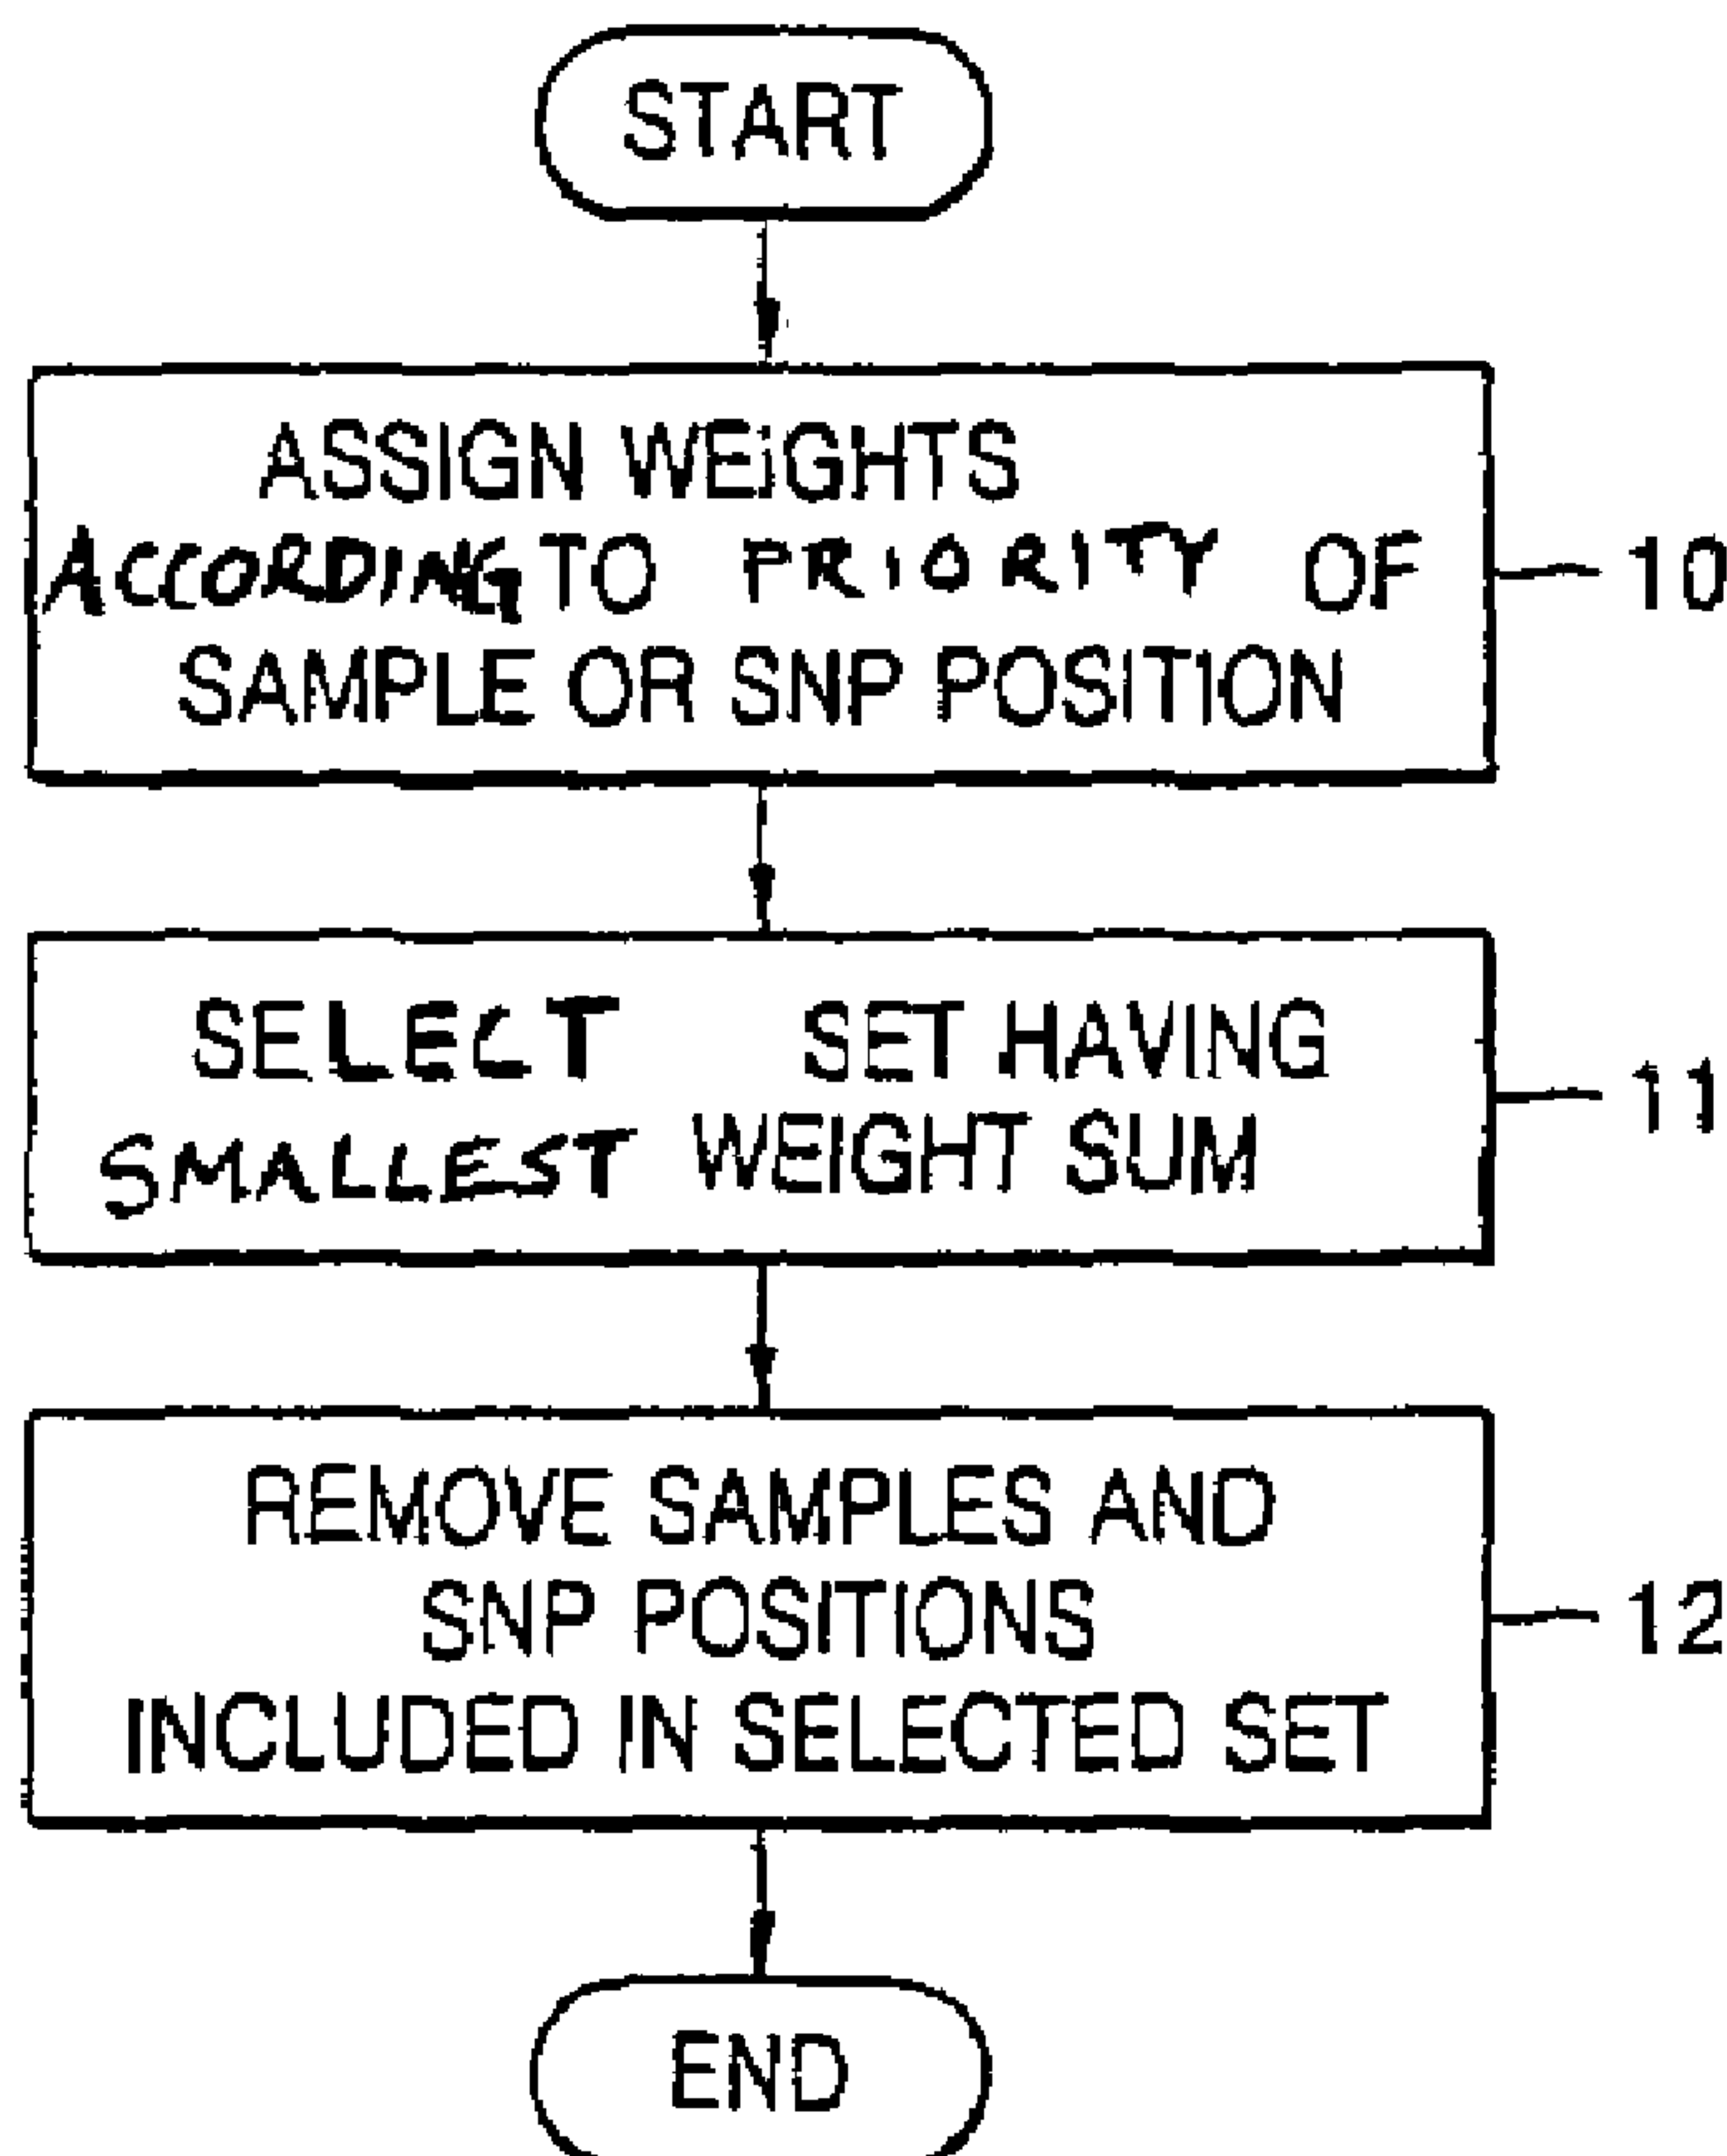 START
ASSIGN WEIGHTS
ACCORDING TO PRIORITY OF
SAMPLE OR SNP POSITION
10
SELECT SET HAVING
SMALLEST WEIGHT SUM
11
REMOVE SAMPLES AND
SNP POSITIONS
INCLUDED IN SELECTED SET
12
END